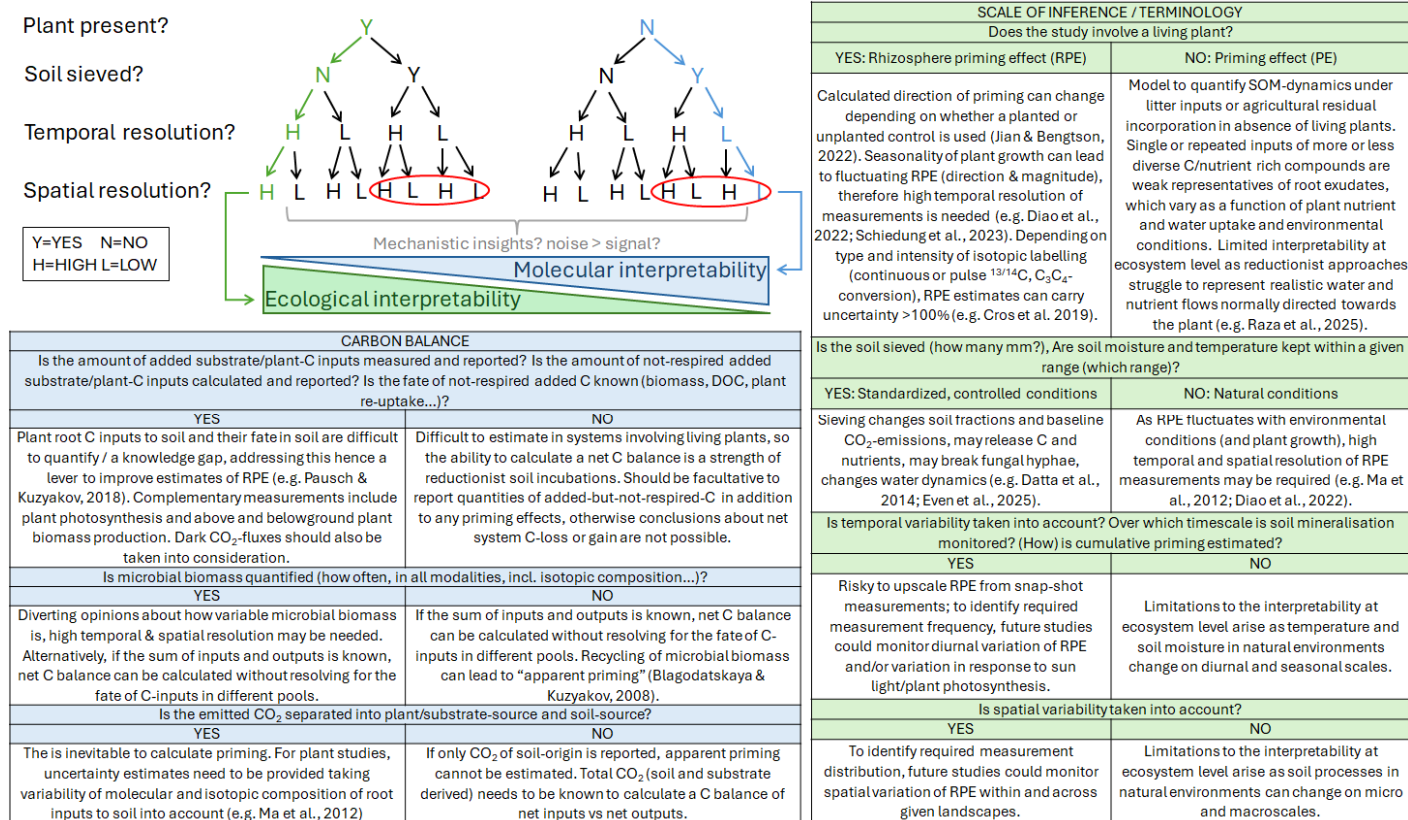 Plant present?
Y
N
Soil sieved?
N
Y
N
Y
Temporal resolution?
H
L
H
L
H
L
H
L
Spatial resolution?
H L H L H L H L
H L H L H L H L
Y=YES N=NO
H=HIGH L=LOW
Mechanistic insights? noise > signal?
Molecular interpretability
Ecological interpretability
CARBON BALANCE
Is the amount of added substrate/plant-C inputs measured and reported? Is the amount of not-respired added
substrate/plant-C inputs calculated and reported? Is the fate of not-respired added C known (biomass, DOC, plant
re-uptake...)?
YES
Plant root C inputs to soil and their fate in soil are difficult
to quantify / a knowledge gap, addressing this hence a
lever to improve estimates of RPE (e.g. Pausch &
Kuzyakov, 2018). Complementary measurements include
plant photosynthesis and above and belowground plant
biomass production. Dark CO₂-fluxes should also be
taken into consideration.
NO
Difficult to estimate in systems involving living plants, so
the ability to calculate a net C balance is a strength of
reductionist soil incubations. Should be facultative to
report quantities of added-but-not-respired-C in addition
to any priming effects, otherwise conclusions about net
system C-loss or gain are not possible.
Is microbial biomass quantified (how often, in all modalities, incl. isotopic composition...)?
YES
Diverting opinions about how variable microbial biomass
is, high temporal & spatial resolution may be needed.
Alternatively, if the sum of inputs and outputs is known,
net C balance can be calculated without resolving for the
fate of C-inputs in different pools.
NO
If the sum of inputs and outputs is known, net C balance
can be calculated without resolving for the fate of C-
inputs in different pools. Recycling of microbial biomass
can lead to “apparent priming” (Blagodatskaya &
Kuzyakov, 2008).
Is the emitted CO₂ separated into plant/substrate-source and soil-source?
YES
The is inevitable to calculate priming. For plant studies,
uncertainty estimates need to be provided taking
variability of molecular and isotopic composition of root
inputs to soil into account (e.g. Ma et al., 2012)
NO
If only CO₂ of soil-origin is reported, apparent priming
cannot be estimated. Total CO₂ (soil and substrate
derived) needs to be known to calculate a C balance of
net inputs vs net outputs.
SCALE OF INFERENCE / TERMINOLOGY
Does the study involve a living plant?
YES: Rhizosphere priming effect (RPE)
Calculated direction of priming can change
depending on whether a planted or
unplanted control is used (Jian & Bengtson,
2022). Seasonality of plant growth can lead
to fluctuating RPE (direction & magnitude),
therefore high temporal resolution of
measurements is needed (e.g. Diao et al.,
2022; Schiedung et al., 2023). Depending on
type and intensity of isotopic labelling
(continuous or pulse ¹³/¹⁴C, C₃C₄-
conversion), RPE estimates can carry
uncertainty >100% (e.g. Cros et al. 2019).
NO: Priming effect (PE)
Model to quantify SOM-dynamics under
litter inputs or agricultural residual
incorporation in absence of living plants.
Single or repeated inputs of more or less
diverse C/nutrient rich compounds are
weak representatives of root exudates,
which vary as a function of plant nutrient
and water uptake and environmental
conditions. Limited interpretability at
ecosystem level as reductionist approaches
struggle to represent realistic water and
nutrient flows normally directed towards
the plant (e.g. Raza et al., 2025).
Is the soil sieved (how many mm?), Are soil moisture and temperature kept within a given
range (which range)?
YES: Standardized, controlled conditions
Sieving changes soil fractions and baseline
CO₂-emissions, may release C and
nutrients, may break fungal hyphae,
changes water dynamics (e.g. Datta et al.,
2014; Even et al., 2025).
NO: Natural conditions
As RPE fluctuates with environmental
conditions (and plant growth), high
temporal and spatial resolution of RPE
measurements may be required (e.g. Ma et
al., 2012; Diao et al., 2022).
Is temporal variability taken into account? Over which timescale is soil mineralisation
monitored? (How) is cumulative priming estimated?
YES
Risky to upscale RPE from snap-shot
measurements; to identify required
measurement frequency, future studies
could monitor diurnal variation of RPE
and/or variation in response to sun
light/plant photosynthesis.
NO
Limitations to the interpretability at
ecosystem level arise as temperature and
soil moisture in natural environments
change on diurnal and seasonal scales.
Is spatial variability taken into account?
YES
To identify required measurement
distribution, future studies could monitor
spatial variation of RPE within and across
given landscapes.
NO
Limitations to the interpretability at
ecosystem level arise as soil processes in
natural environments can change on micro
and macroscales.